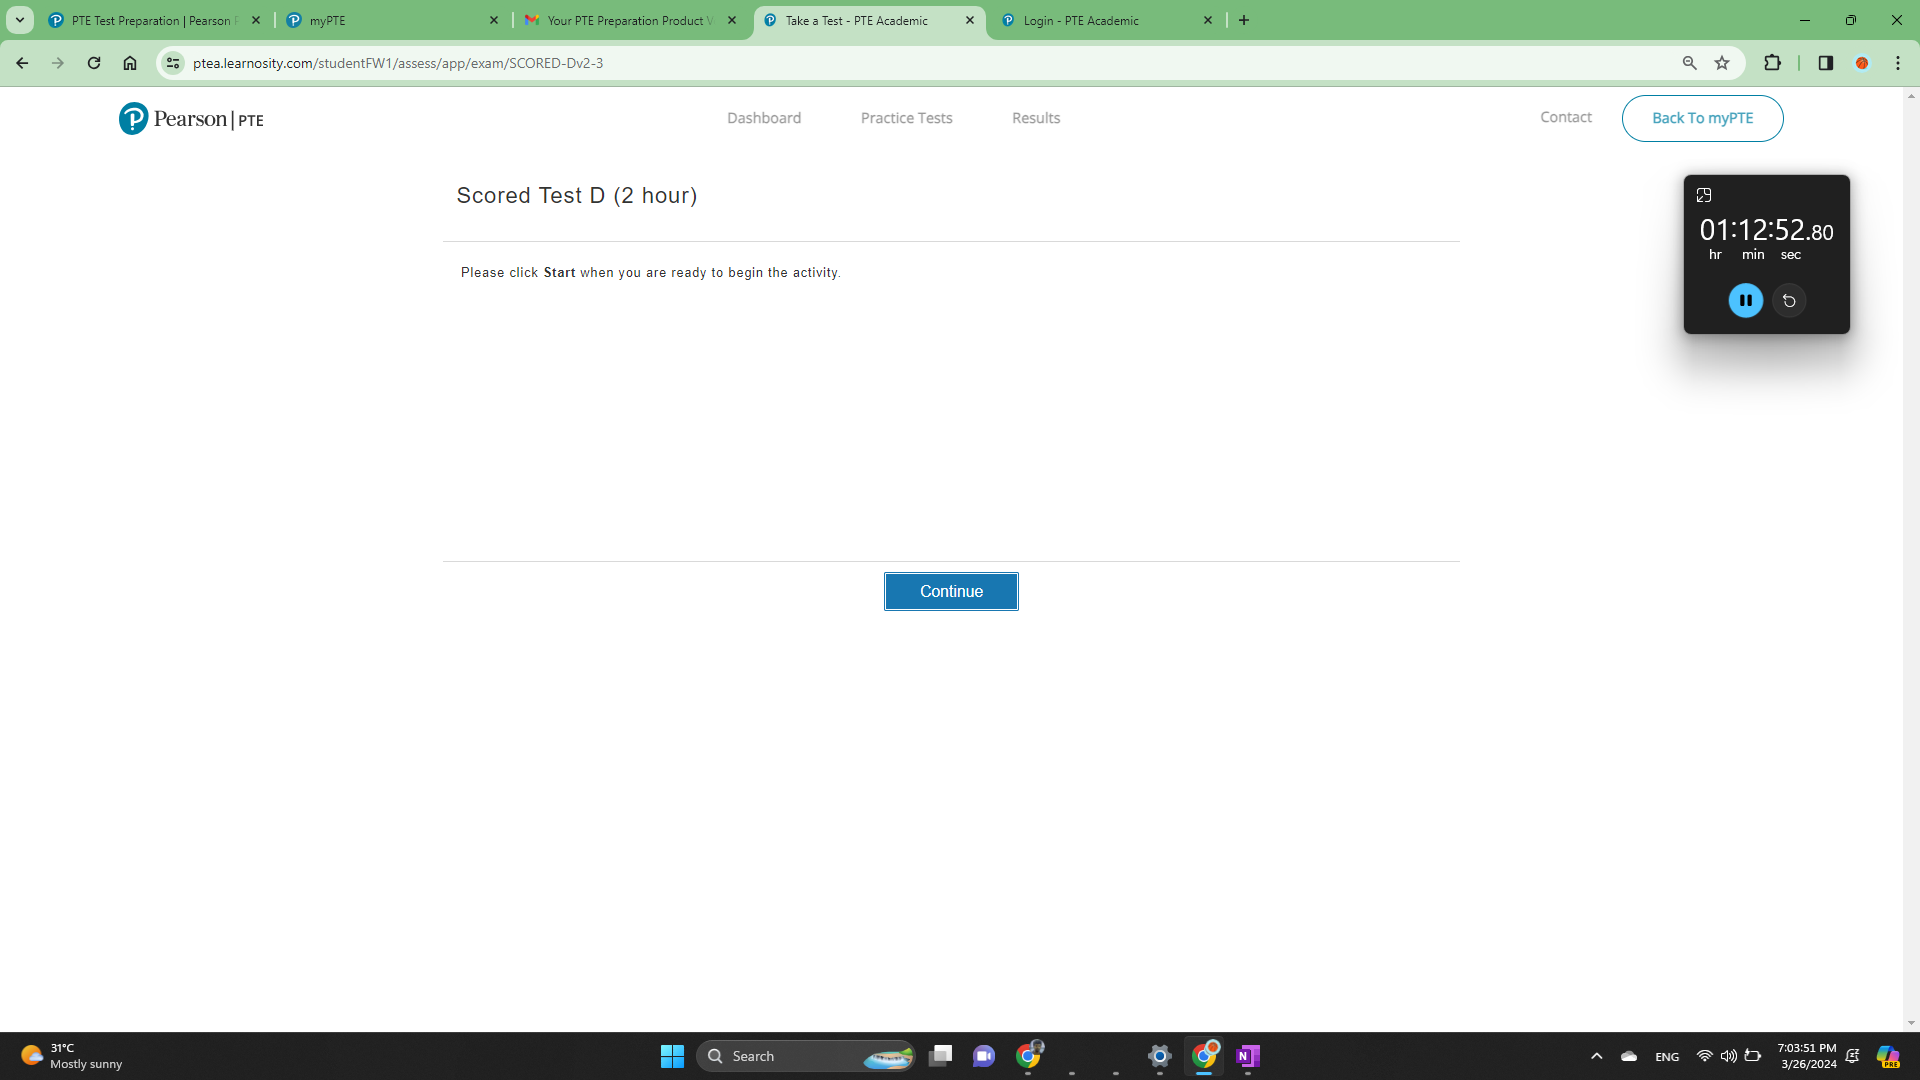 PTE Test Preparation | Pearson P
myPTE
Your PTE Preparation Product V
Take a Test - PTE Academic
Login - PTE Academic
ptea.learnosity.com/studentFW1/assess/app/exam/SCORED-Dv2-3
Pearson | PTE
Dashboard
Practice Tests
Results
Contact
Back To myPTE
Scored Test D (2 hour)
01:12:52.80
hr min sec
Please click Start when you are ready to begin the activity.
Continue
31°C
Mostly sunny
Search
ENG
7:03:51 PM
3/26/2024
PRE